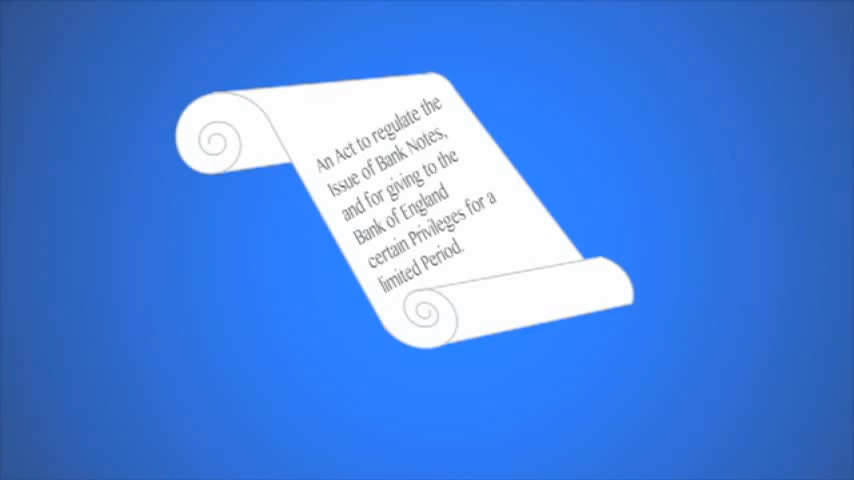 An Act to regulate the
Issue of Bank Notes,
and for giving to the
Bank of England
certain Privileges for a
limited Period.